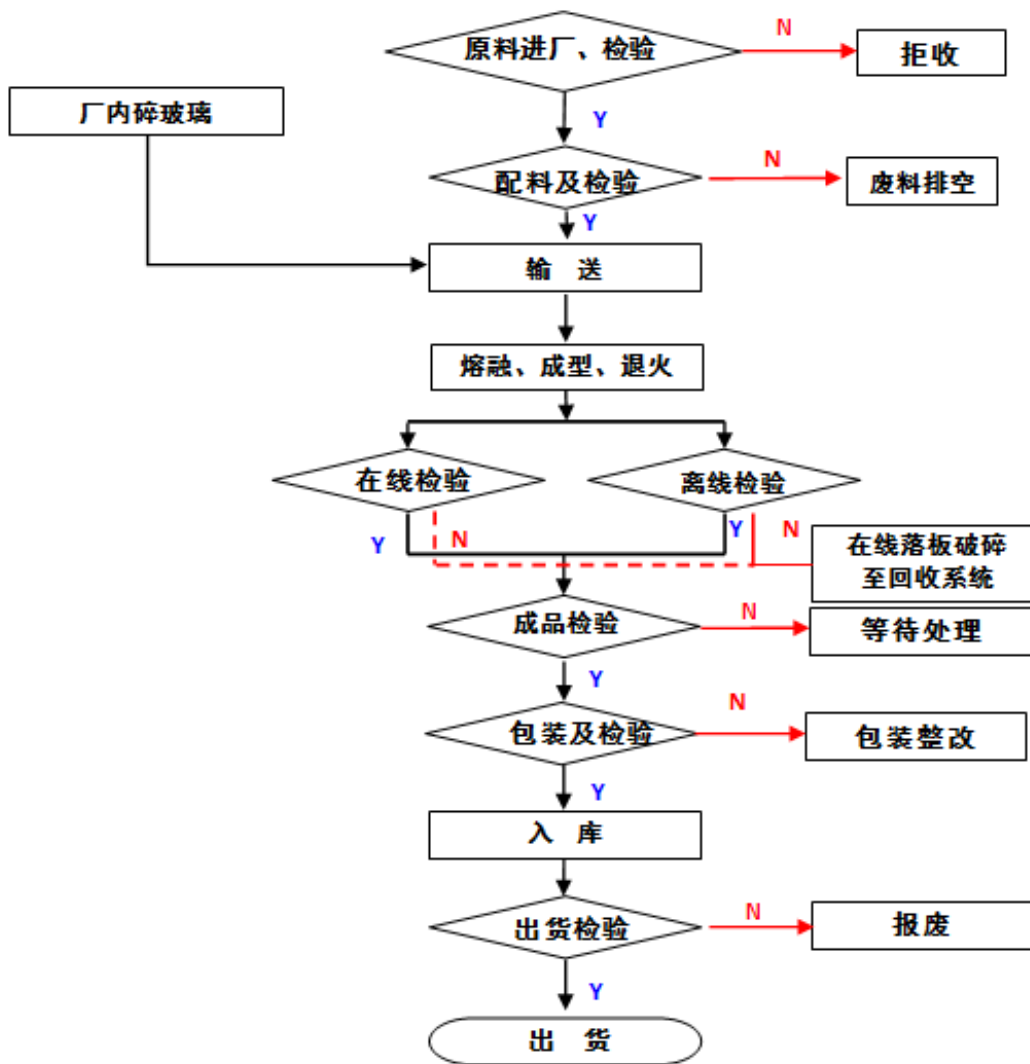 原料进厂、检验
N
拒收
厂内碎玻璃
Y
配料及检验
N
废料排空
Y
输 送
熔融、成型、退火
在线检验
离线检验
Y
N
Y
N
在线落板破碎
至回收系统
成品检验
N
等待处理
Y
包装及检验
N
包装整改
Y
入 库
出货检验
N
报废
Y
出 货